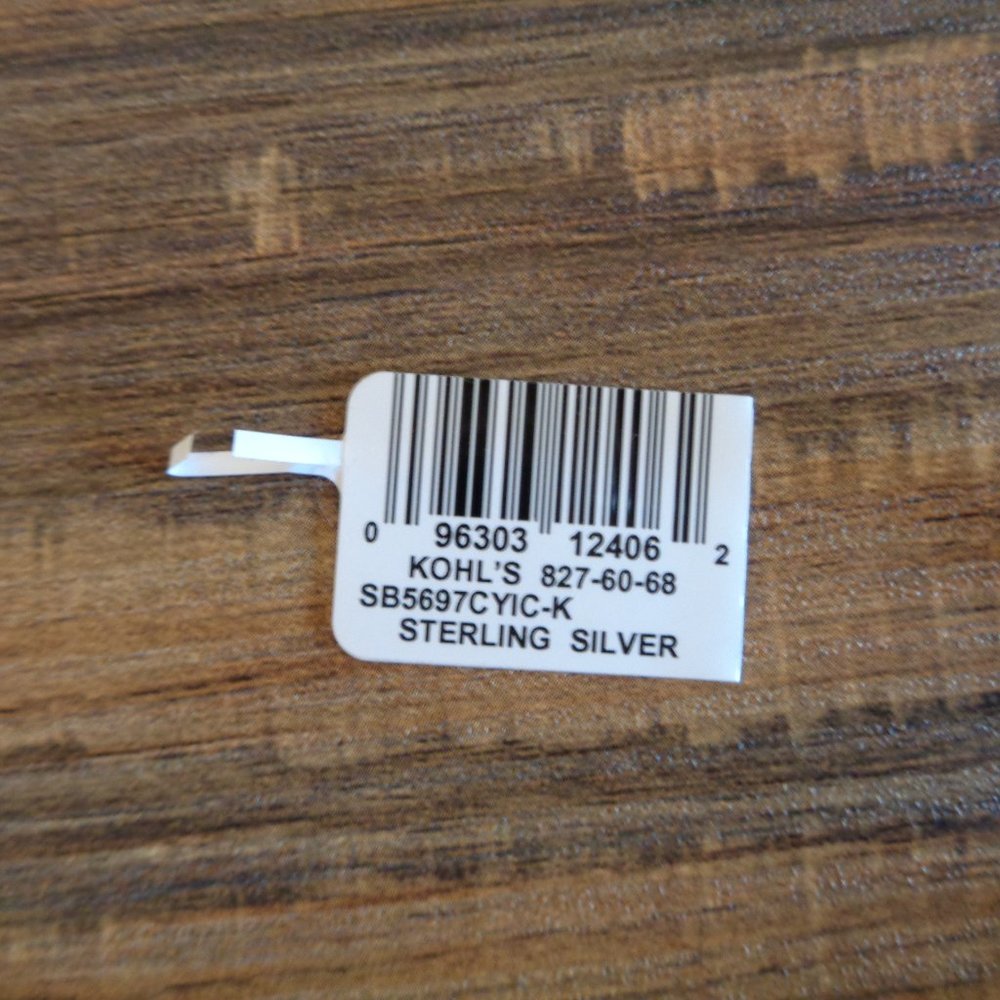 0 96303 12406 2
KOHL'S 827-60-68
SB5697CYIC-K
STERLING SILVER